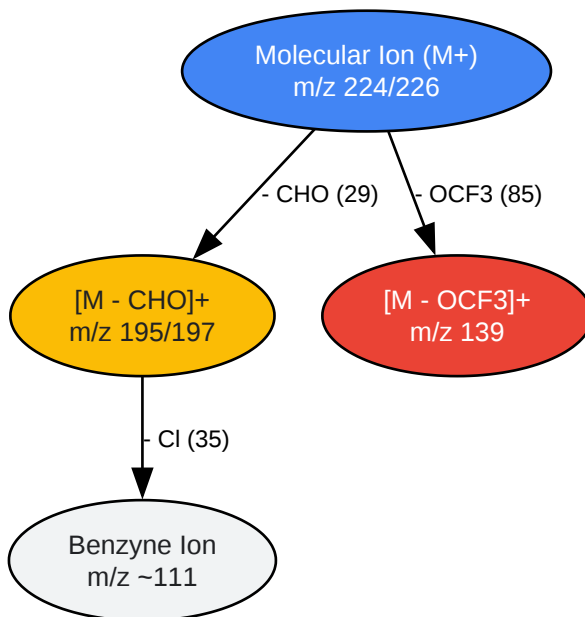 Molecular Ion (M+)
m/z 224/226
- CHO (29)
- OCF3 (85)
[M - CHO]+
m/z 195/197
[M - OCF3]+
m/z 139
- Cl (35)
Benzyne Ion
m/z ~111